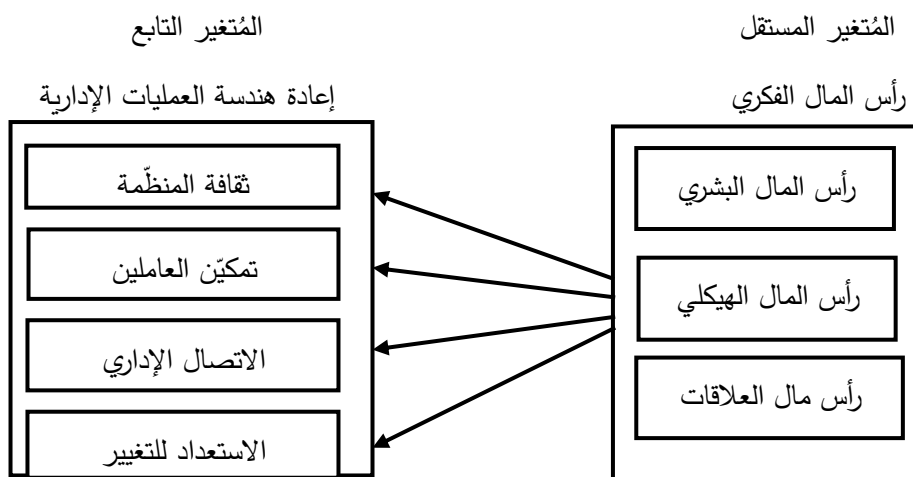 المُتغير المستقل
المُتغير التابع
رأس المال الفكري
إعادة هندسة العمليات الإدارية
رأس المال البشري
رأس المال الهيكلي
رأس مال العلاقات
ثقافة المنظّمة
تمكيّن العاملين
الاتصال الإداري
الاستعداد للتغيير